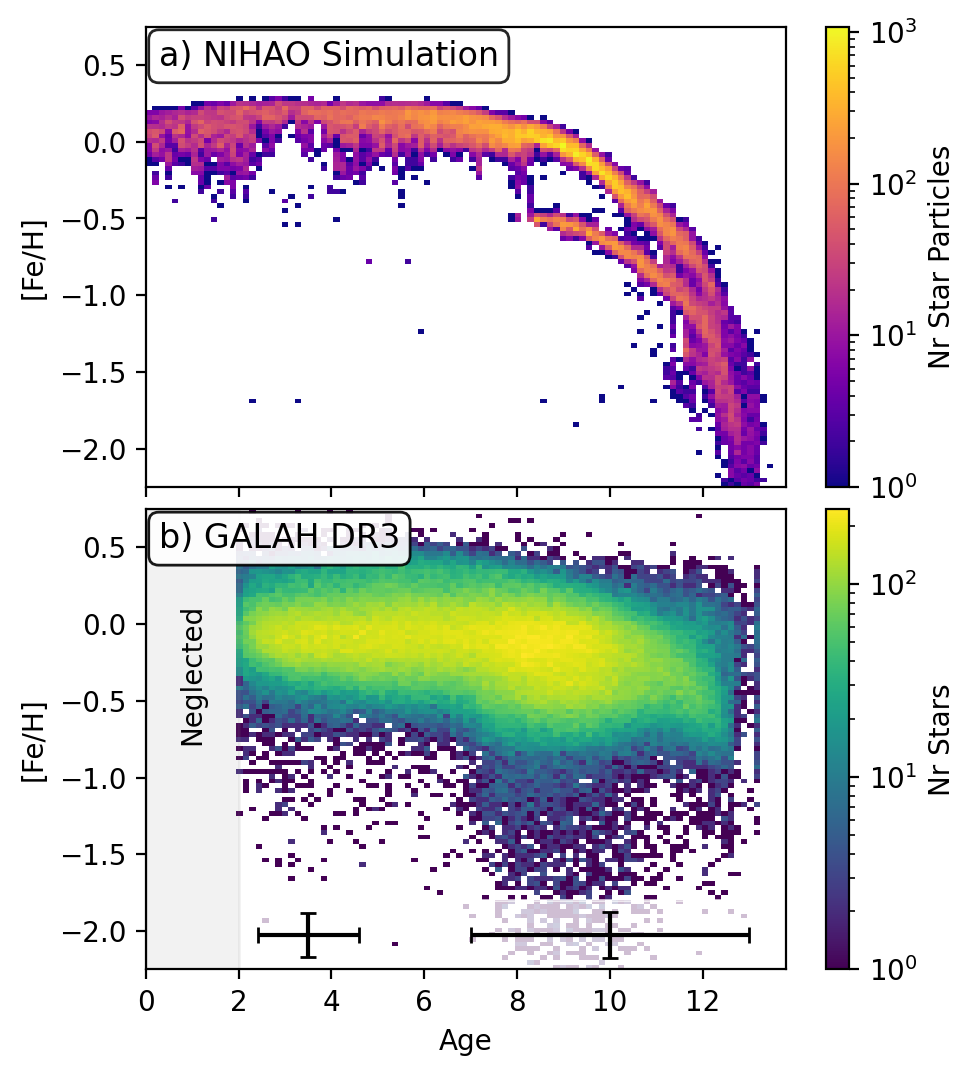 a) NIHAO Simulation
[Fe/H]
0.5
0.0
−0.5
−1.0
−1.5
−2.0
10³
10²
10¹
10⁰
Nr Star Particles
b) GALAH DR3
Neglected
[Fe/H]
0.5
0.0
−0.5
−1.0
−1.5
−2.0
10²
10¹
10⁰
Nr Stars
0 2 4 6 8 10 12
Age